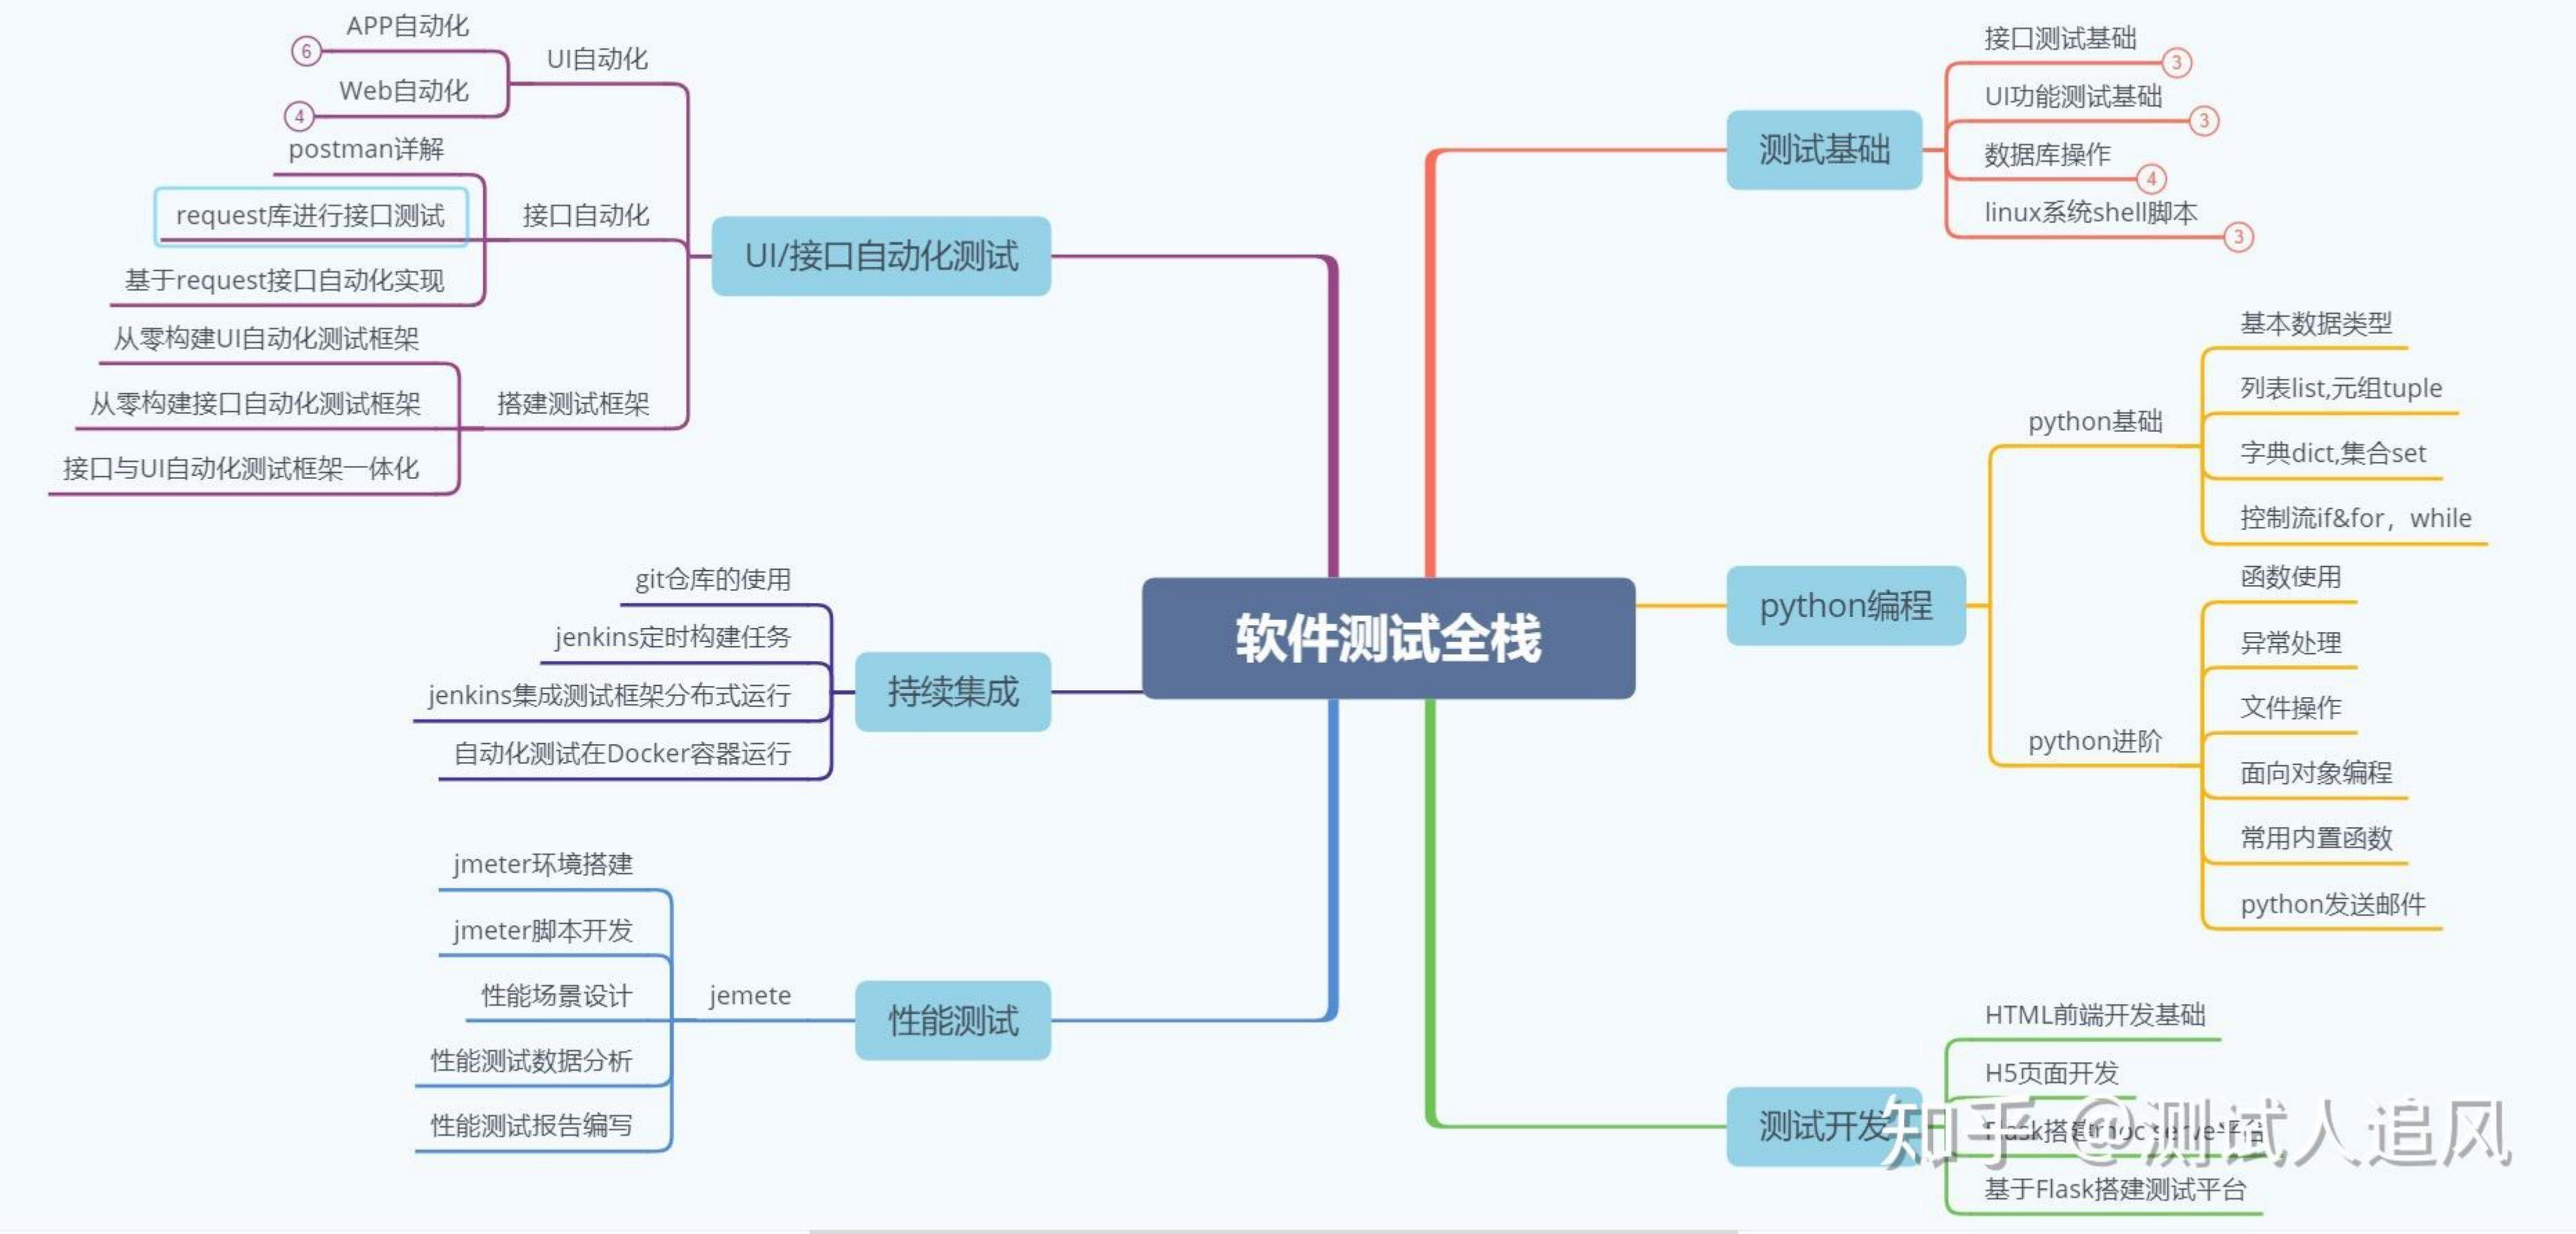 软件测试全栈
测试基础
接口测试基础
3
UI功能测试基础
3
数据库操作
4
linux系统shell脚本
3
python编程
python基础
基本数据类型
列表list,元组tuple
字典dict,集合set
控制流if&for，while
python进阶
函数使用
异常处理
文件操作
面向对象编程
常用内置函数
python发送邮件
测试开发
HTML前端开发基础
H5页面开发
搭建 平台
基于Flask搭建测试平台
UI/接口自动化测试
UI自动化
APP自动化
6
Web自动化
4
接口自动化
postman详解
request库进行接口测试
基于request接口自动化实现
搭建测试框架
从零构建UI自动化测试框架
从零构建接口自动化测试框架
接口与UI自动化测试框架一体化
持续集成
git仓库的使用
jenkins定时构建任务
jenkins集成测试框架分布式运行
自动化测试在Docker容器运行
性能测试
jemete
jmeter环境搭建
jmeter脚本开发
性能场景设计
性能测试数据分析
性能测试报告编写
知乎 @测试人追风